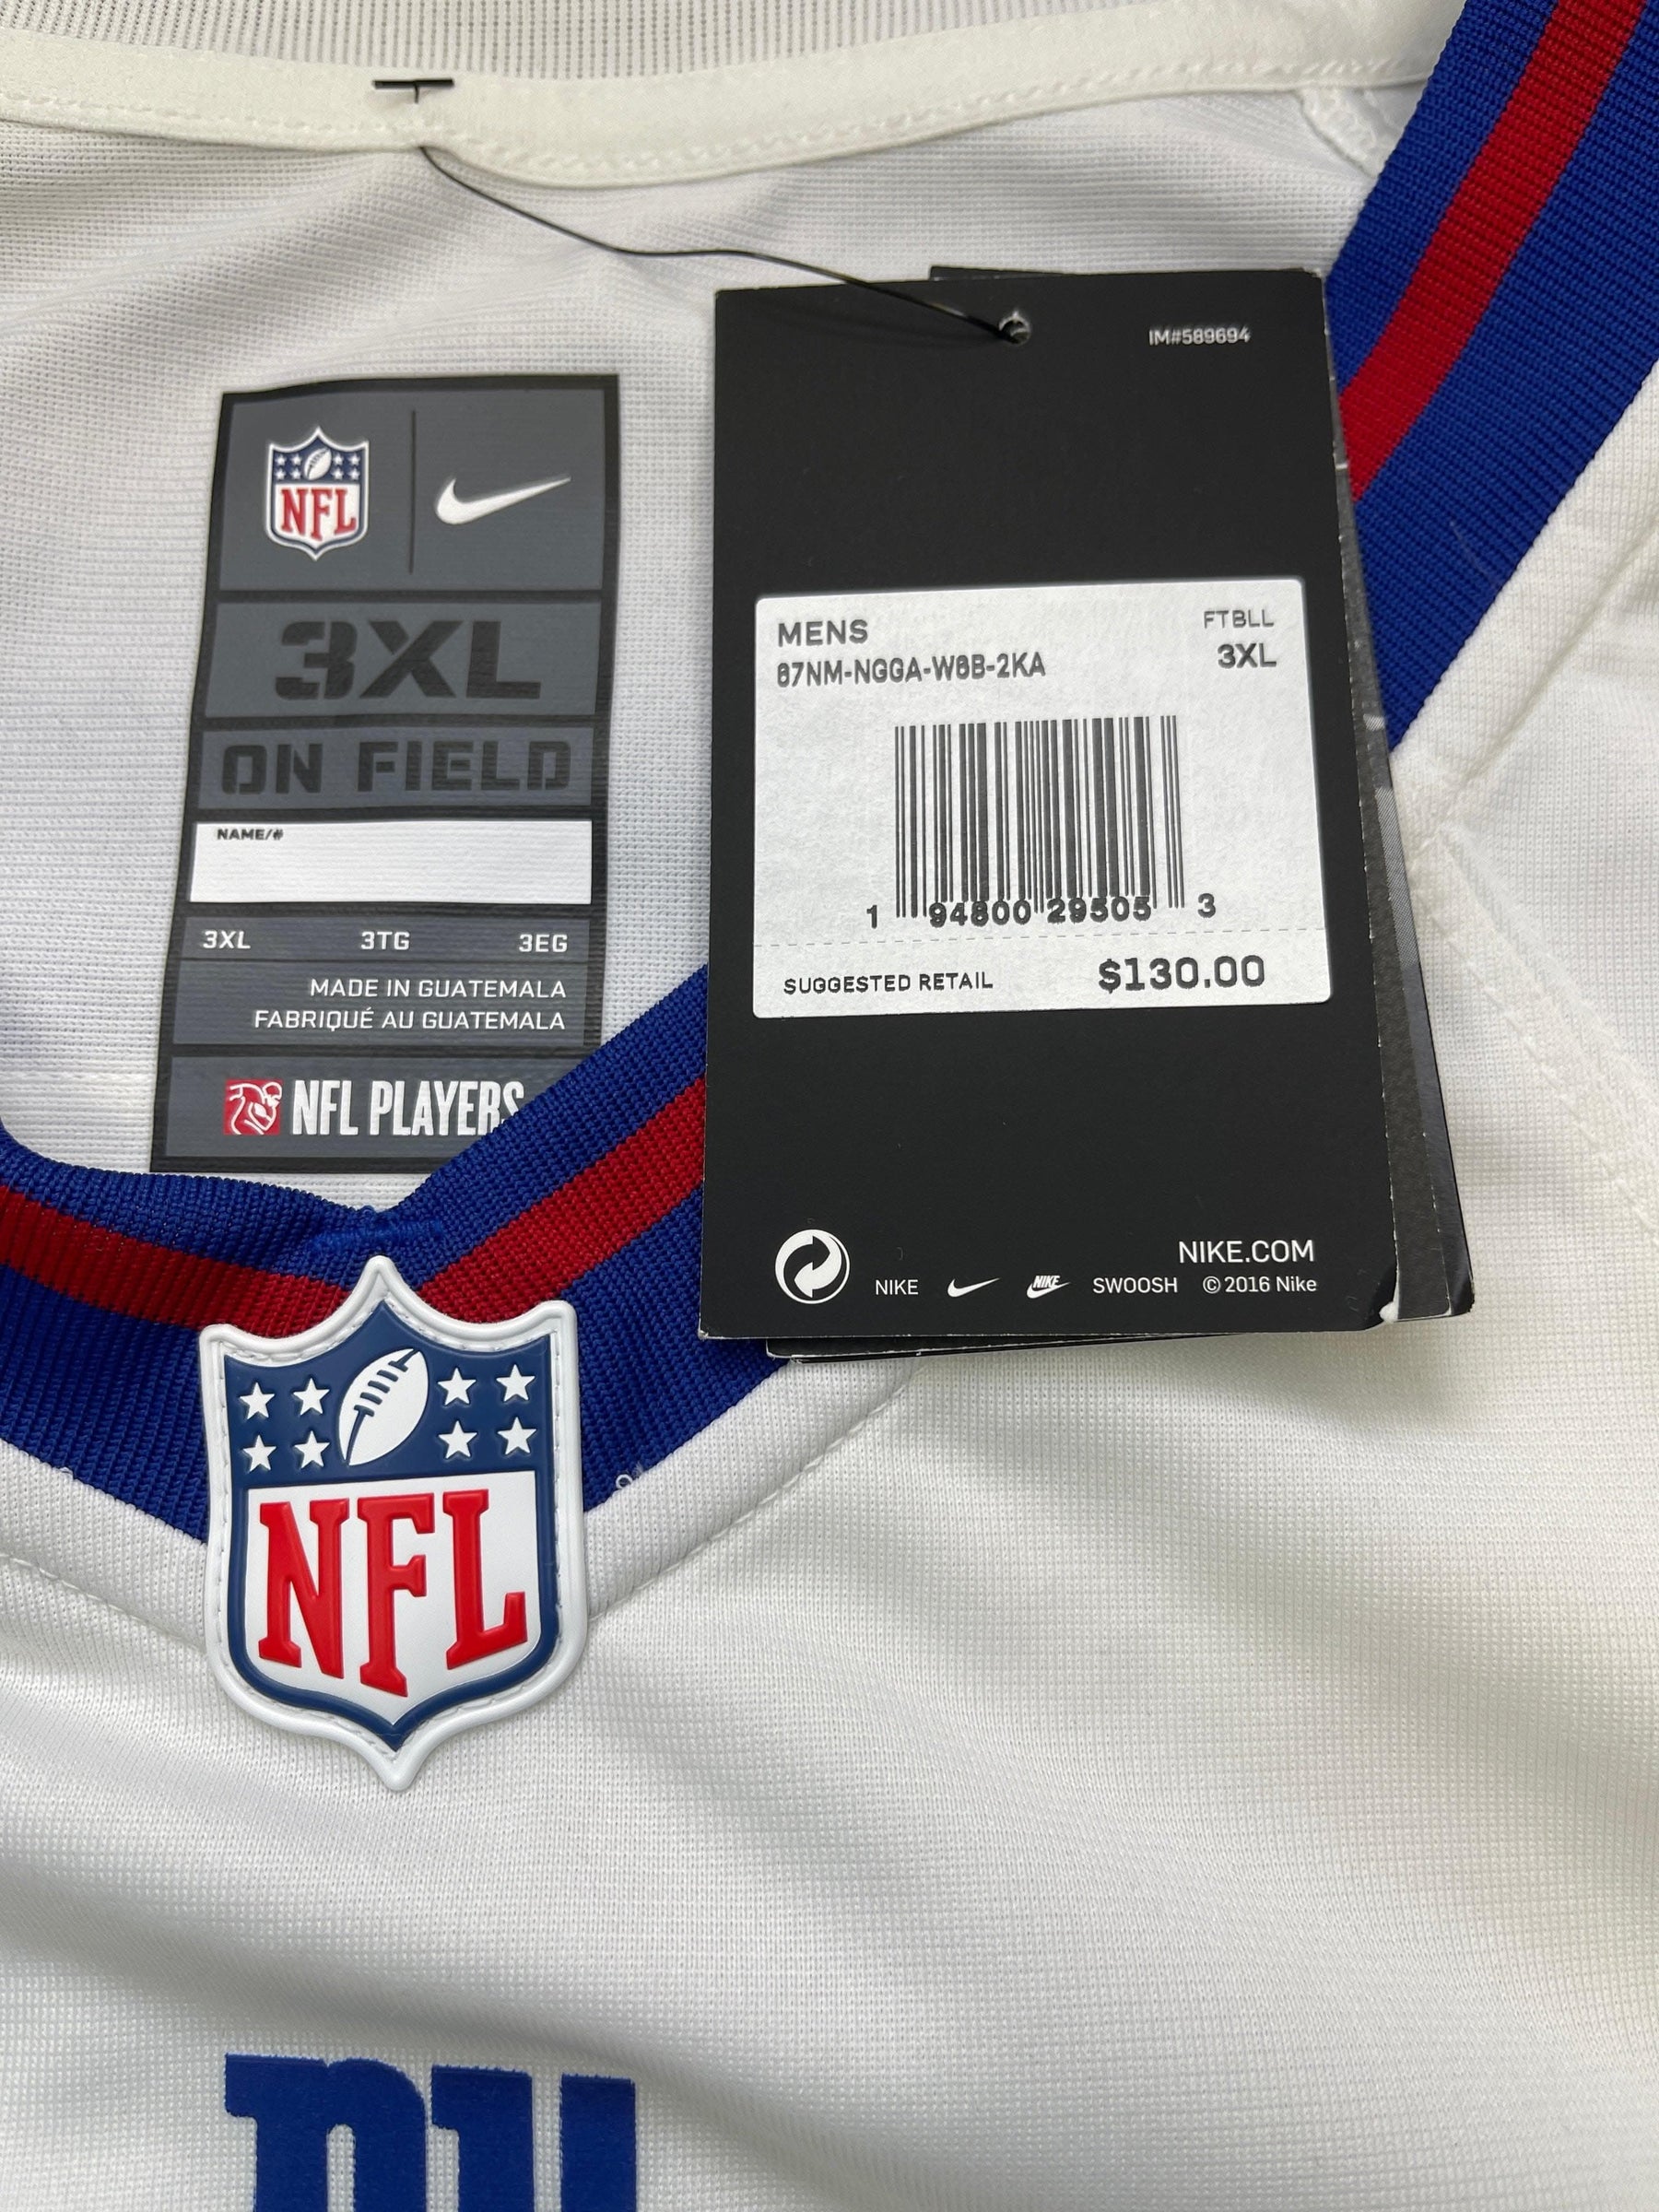 IM#589694
NFL
3XL
ON FIELD
NAME/#
3XL 3TG 3EG
MADE IN GUATEMALA
FABRIQUÉ AU GUATEMALA
NFL PLAYERS
MENS FTBLL
67NM-NGGA-W6B-2KA 3XL
1 94800 29505 3
SUGGESTED RETAIL $130.00
NIKE.COM
NIKE NIKE SWOOSH © 2016 Nike
NFL
ny